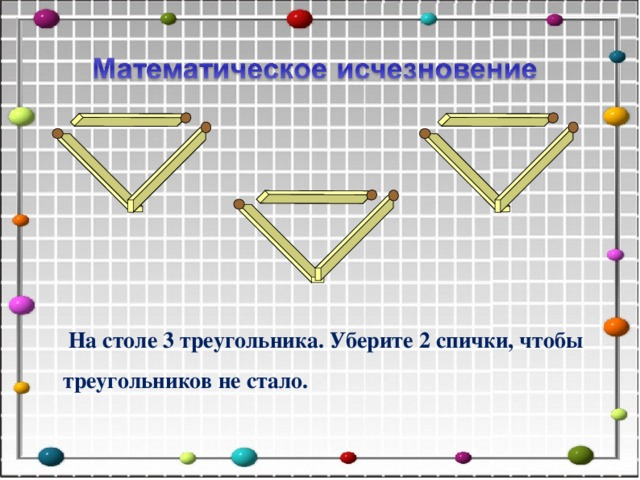 Математическое исчезновение
На столе 3 треугольника. Уберите 2 спички, чтобы
треугольников не стало.